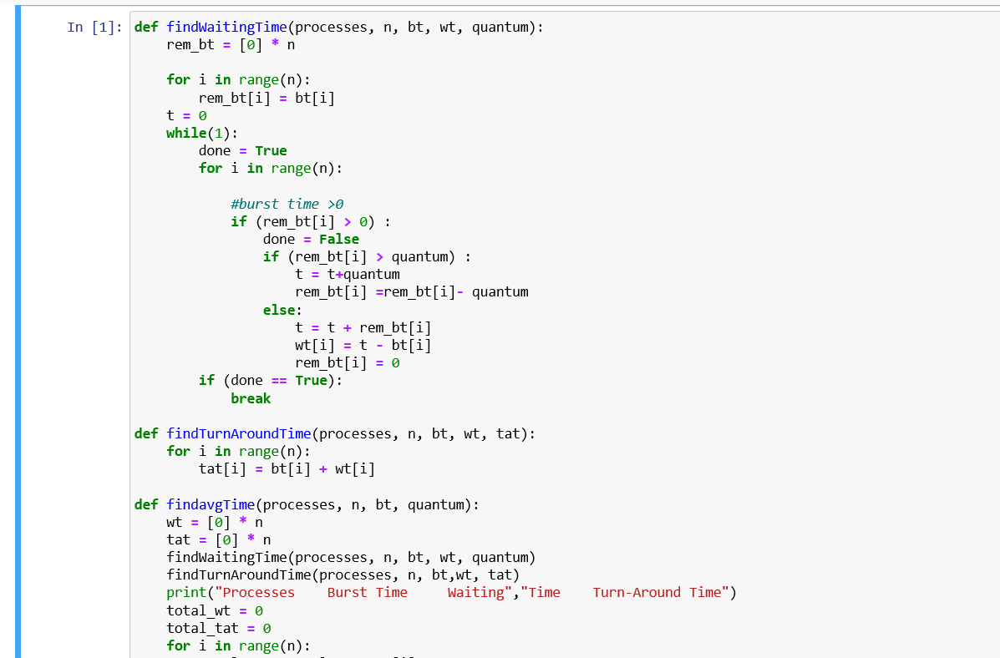 In [1]: def findWaitingTime(processes, n, bt, wt, quantum):
    rem_bt = [0] * n

    for i in range(n):
        rem_bt[i] = bt[i]
    t = 0
    while(1):
        done = True
        for i in range(n):

            #burst time >0
            if (rem_bt[i] > 0) :
                done = False
                if (rem_bt[i] > quantum) :
                    t = t+quantum
                    rem_bt[i] =rem_bt[i]- quantum
                else:
                    t = t + rem_bt[i]
                    wt[i] = t - bt[i]
                    rem_bt[i] = 0
        if (done == True):
            break

def findTurnAroundTime(processes, n, bt, wt, tat):
    for i in range(n):
        tat[i] = bt[i] + wt[i]

def findavgTime(processes, n, bt, quantum):
    wt = [0] * n
    tat = [0] * n
    findWaitingTime(processes, n, bt, wt, quantum)
    findTurnAroundTime(processes, n, bt,wt, tat)
    print("Processes    Burst Time     Waiting","Time    Turn-Around Time")
    total_wt = 0
    total_tat = 0
    for i in range(n):